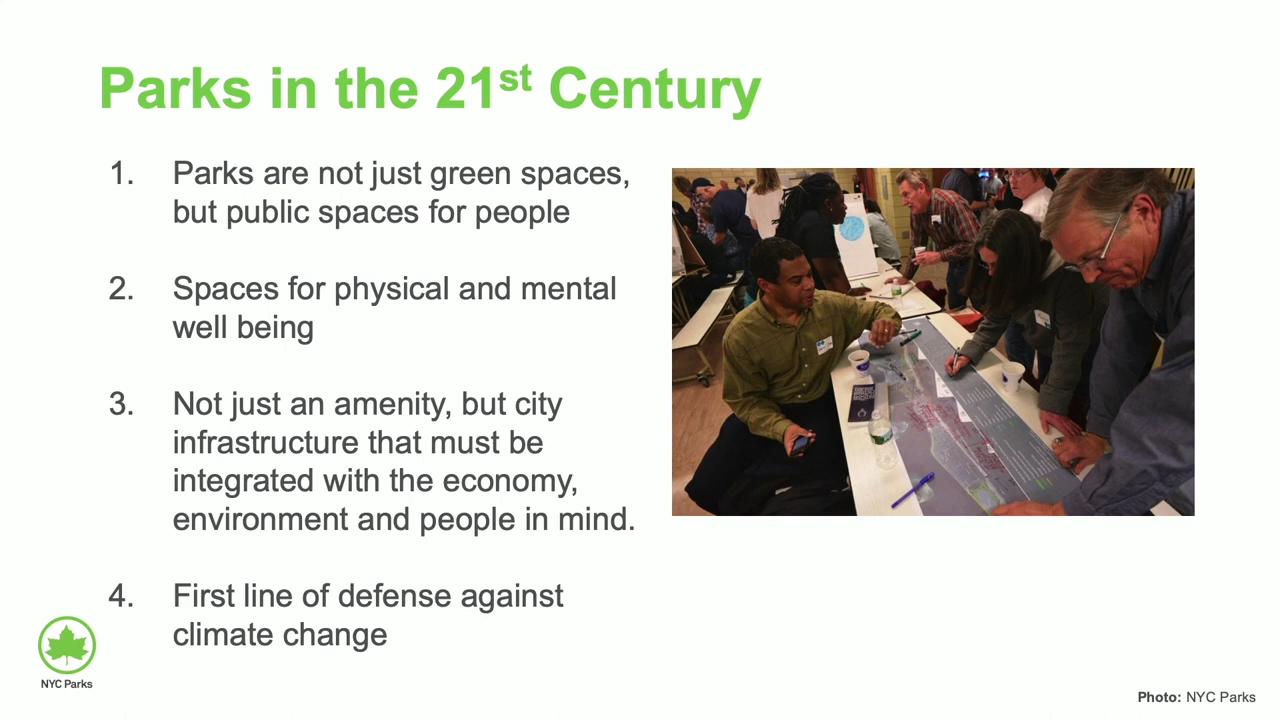 Parks in the 21st Century
1. Parks are not just green spaces,
but public spaces for people
2. Spaces for physical and mental
well being
3. Not just an amenity, but city
infrastructure that must be
integrated with the economy,
environment and people in mind.
4. First line of defense against
climate change
NYC Parks
Photo: NYC Parks